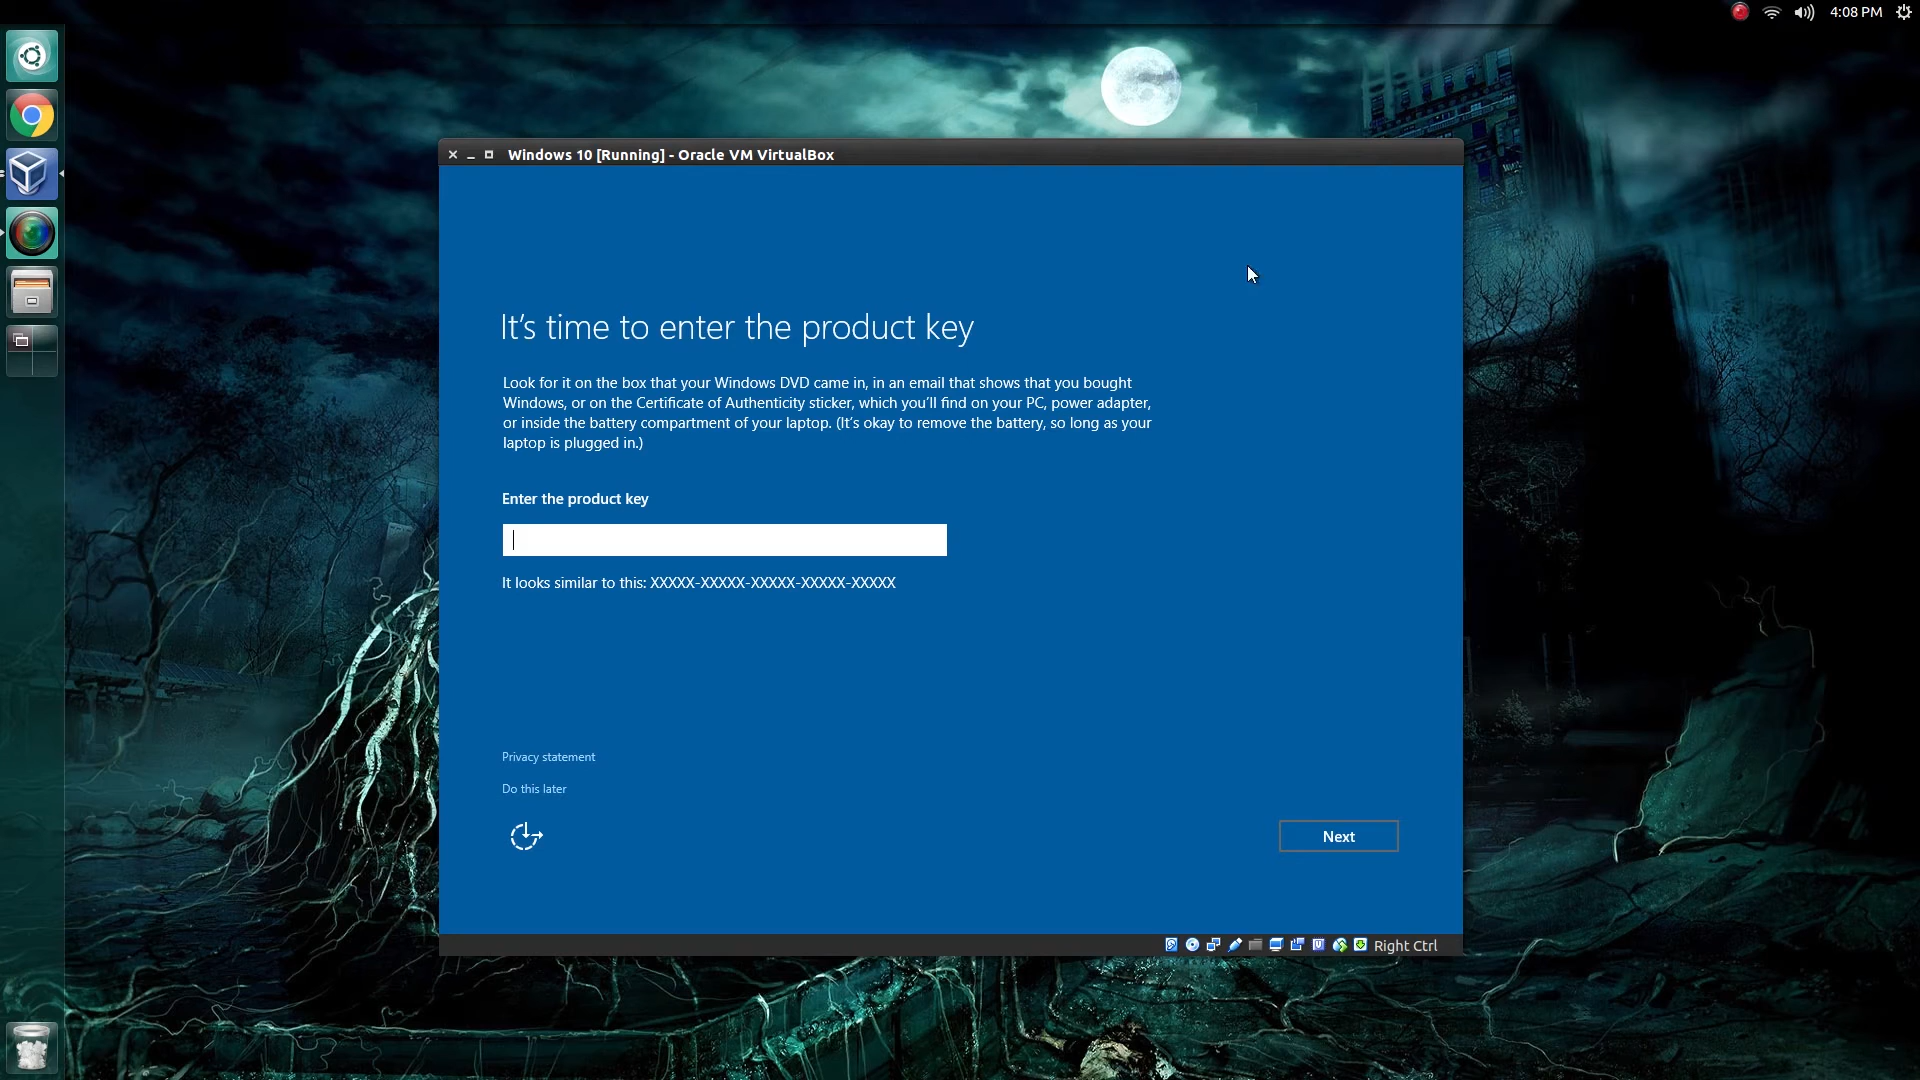 4:08 PM
Windows 10 [Running] - Oracle VM VirtualBox
It's time to enter the product key
Look for it on the box that your Windows DVD came in, in an email that shows that you bought
Windows, or on the Certificate of Authenticity sticker, which you'll find on your PC, power adapter,
or inside the battery compartment of your laptop. (It's okay to remove the battery, so long as your
laptop is plugged in.)
Enter the product key
It looks similar to this: XXXXX-XXXXX-XXXXX-XXXXX-XXXXX
Privacy statement
Do this later
Next
Right Ctrl